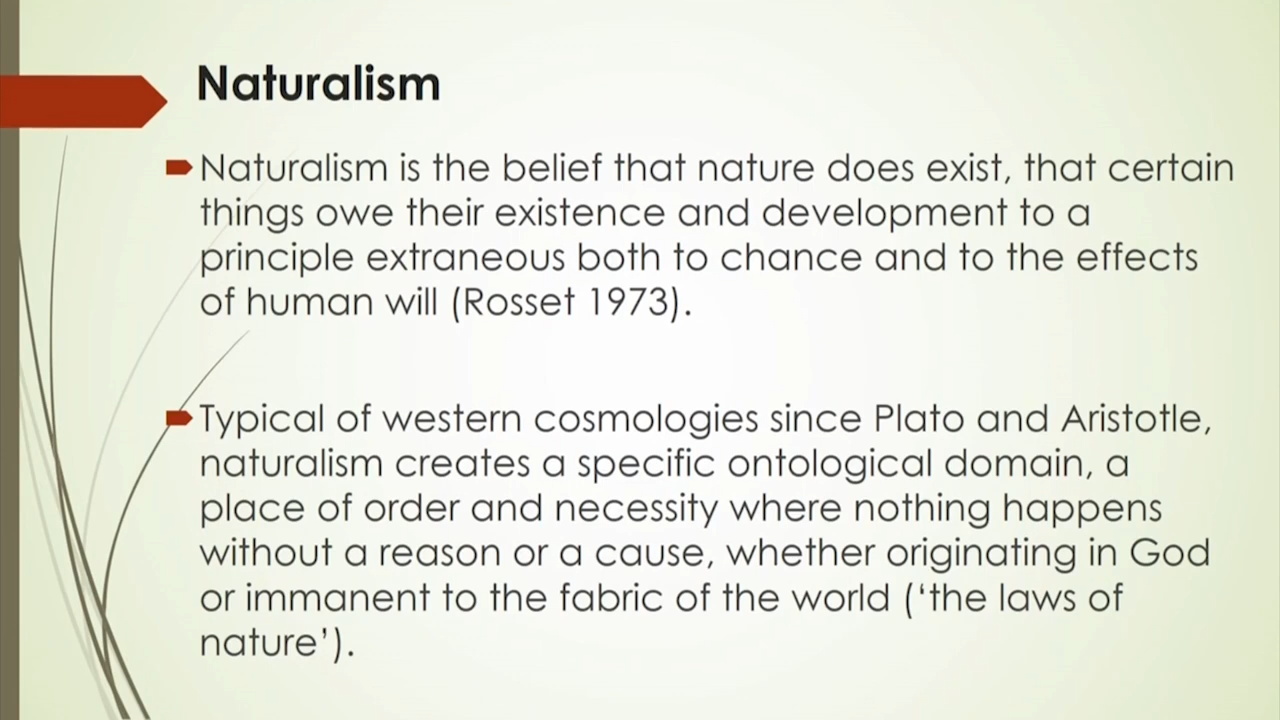 Naturalism
Naturalism is the belief that nature does exist, that certain
things owe their existence and development to a
principle extraneous both to chance and to the effects
of human will (Rosset 1973).
Typical of western cosmologies since Plato and Aristotle,
naturalism creates a specific ontological domain, a
place of order and necessity where nothing happens
without a reason or a cause, whether originating in God
or immanent to the fabric of the world (‘the laws of
nature’).